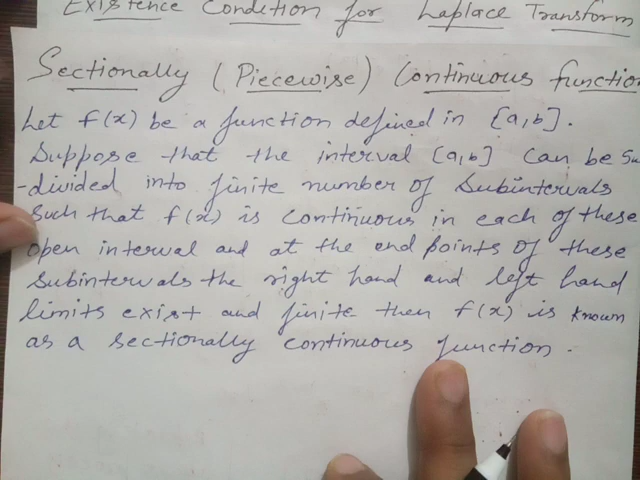 Existence Condition for Laplace Transform
Sectionally (Piecewise) Continuous function
Let f(x) be a function defined in [a,b].
Suppose that the interval [a,b] can be su
-divided into finite number of subintervals
such that f(x) is continuous in each of these
open interval and at the end points of these
subintervals the right hand and left hand
limits exist and finite then f(x) is known
as a sectionally continuous function.